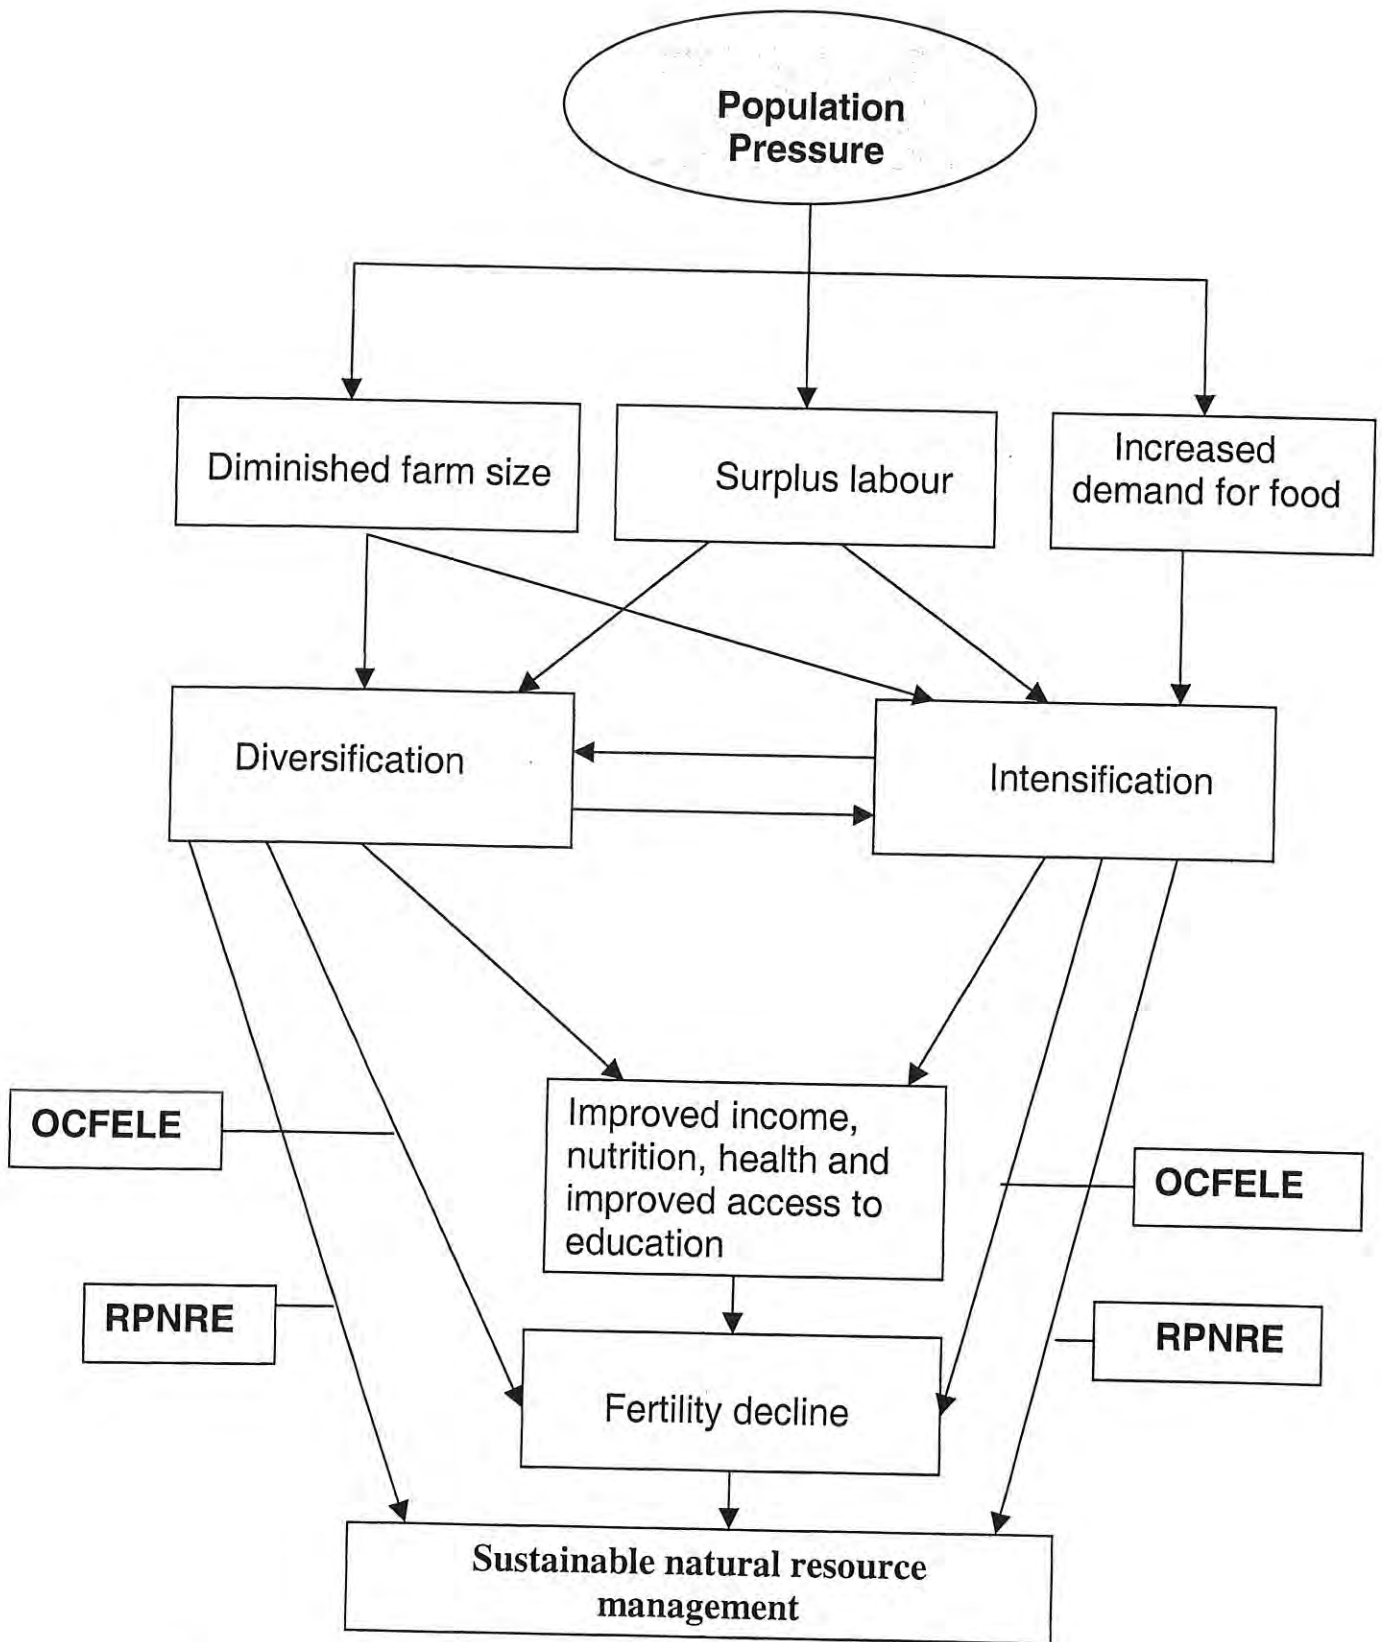 Population
Pressure
Diminished farm size
Surplus labour
Increased
demand for food
Diversification
Intensification
Improved income,
nutrition, health and
improved access to
education
OCFELE
OCFELE
RPNRE
RPNRE
Fertility decline
Sustainable natural resource
management